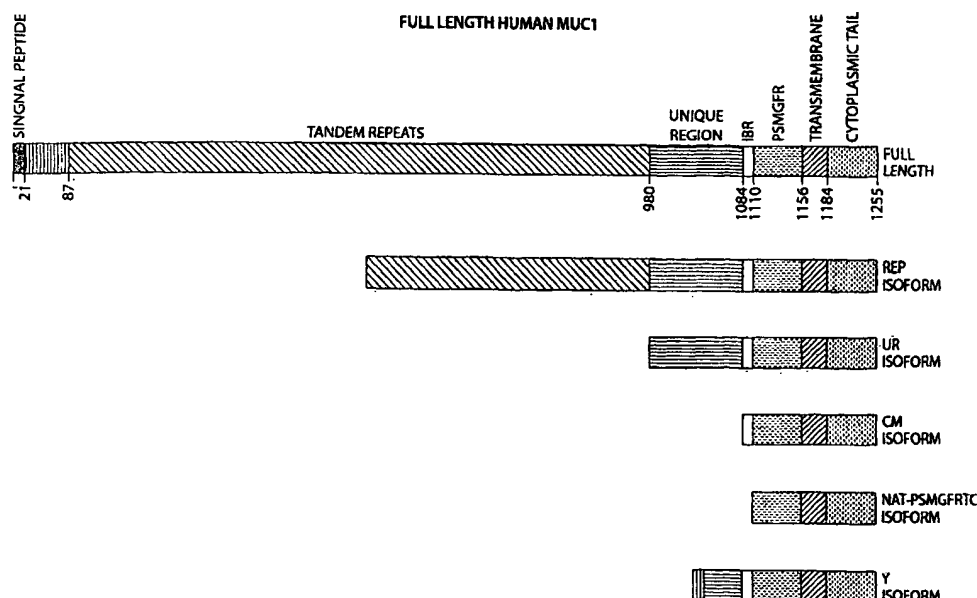 FULL LENGTH HUMAN MUC1
SINGNAL PEPTIDE
TANDEM REPEATS
UNIQUE
REGION
IBR
PSMGFR
TRANSMEMBRANE
CYTOPLASMIC TAIL
FULL
LENGTH
21
87
980
1084
1110
1156
1184
1255
REP
ISOFORM
UR
ISOFORM
CM
ISOFORM
NAT-PSMGFRTC
ISOFORM
Y
ISOFORM